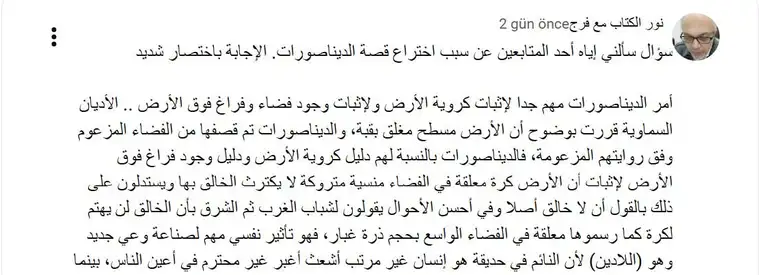 نور الكتاب مع فرج 2 gün önce
سؤال سألني إياه أحد المتابعين عن سبب اختراع قصة الديناصورات. الإجابة باختصار شديد
أمر الديناصورات مهم جدا لإثبات كروية الأرض ولإثبات وجود فضاء وفراغ فوق الأرض .. الأديان
السماوية قررت بوضوح أن الأرض مسطح مغلق بقبة، والديناصورات تم قصفها من الفضاء المزعوم
وفق روايتهم المزعومة، فالديناصورات بالنسبة لهم دليل كروية الأرض ودليل وجود فراغ فوق
الأرض لإثبات أن الأرض كرة معلقة في الفضاء منسية متروكة لا يكترث الخالق بها ويستدلون على
ذلك بالقول أن لا خالق أصلا وفي أحسن الأحوال يقولون لشباب الغرب ثم الشرق بأن الخالق لن يهتم
لكرة كما رسموها معلقة في الفضاء الواسع بحجم ذرة غبار، فهو تأثير نفسي مهم لصناعة وعي جديد
وهو (اللادين) لأن النائم في حديقة هو إنسان غير مرتب أشعث أغبر غير محترم في أعين الناس، بينما